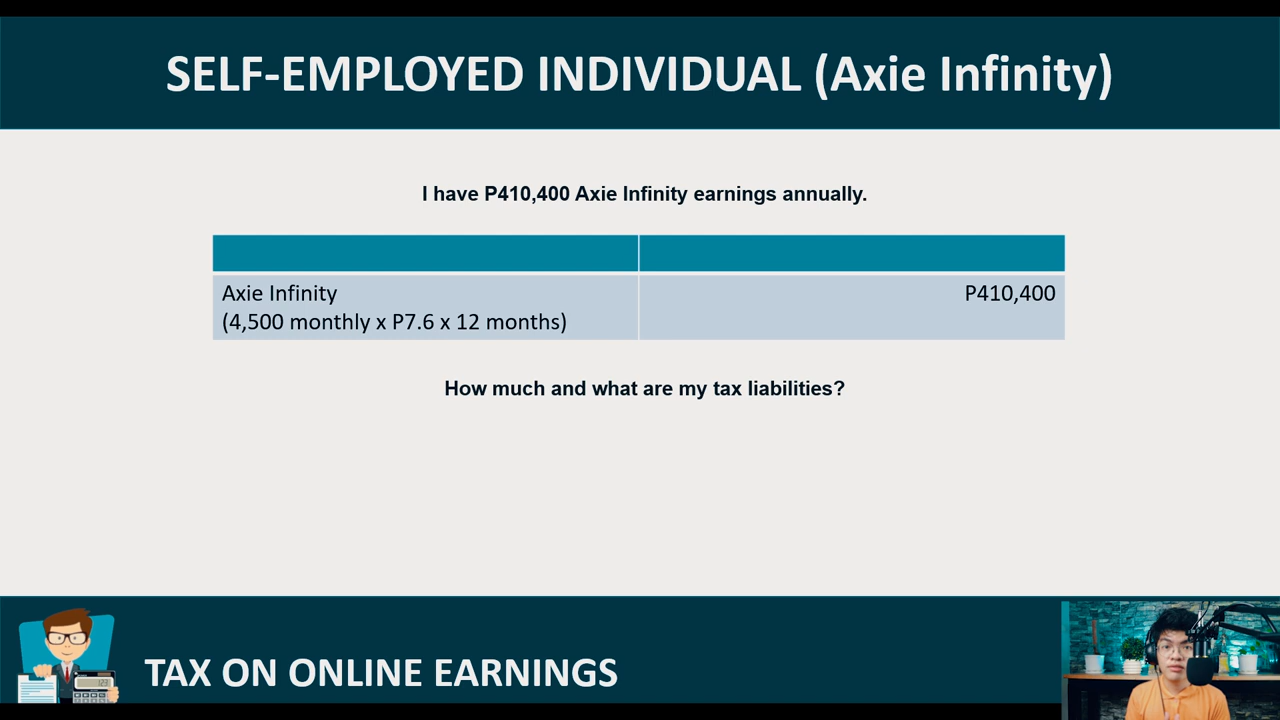 SELF-EMPLOYED INDIVIDUAL (Axie Infinity)
I have P410,400 Axie Infinity earnings annually.
Axie Infinity
P410,400
(4,500 monthly x P7.6 x 12 months)
How much and what are my tax liabilities?
TAX ON ONLINE EARNINGS